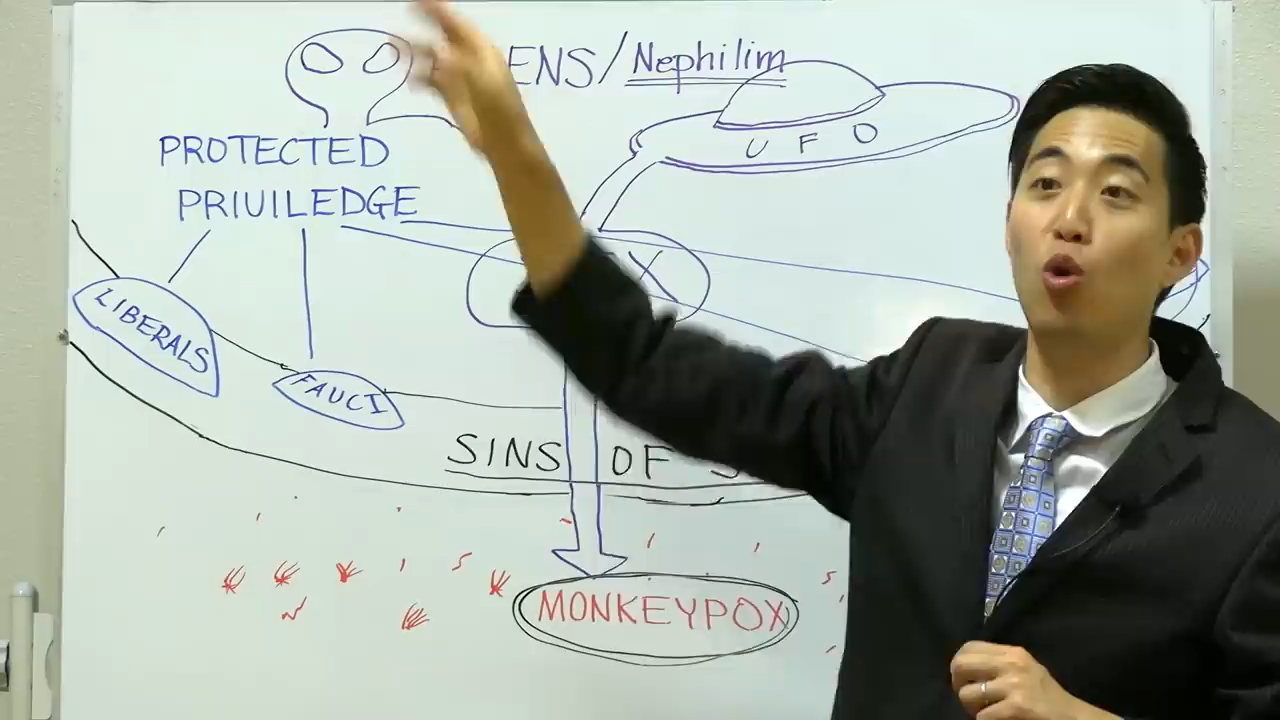 ENS/Nephilim
UFO
PROTECTED
PRIUILEDGE
LIBERALS
FAUCI
SINS OF
MONKEYPOX